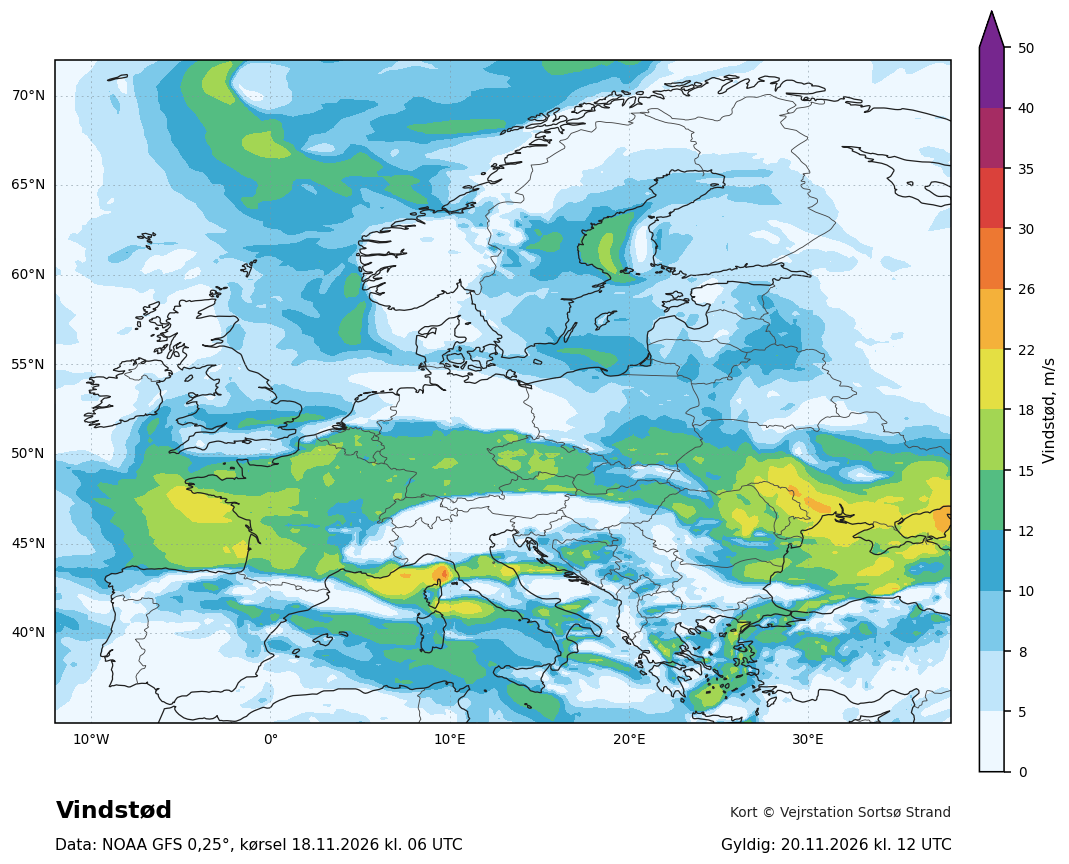 50
40
35
30
26
22
18
15
12
10
8
5
0
Vindstød, m/s
70°N
65°N
60°N
55°N
50°N
45°N
40°N
10°W
0°
10°E
20°E
30°E
Vindstød
Kort © Vejrstation Sortsø Strand
Data: NOAA GFS 0,25°, kørsel 18.11.2026 kl. 06 UTC
Gyldig: 20.11.2026 kl. 12 UTC